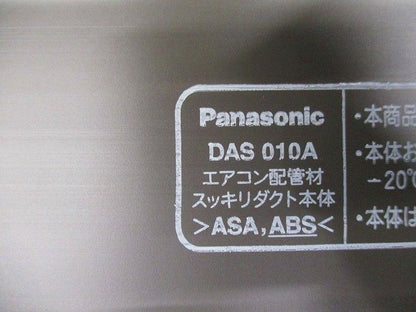 Panasonic
DAS 010A
エアコン配管材
スッキリダクト本体
>ASA,ABS<
・本商品
・本体お
−20℃
・本体は